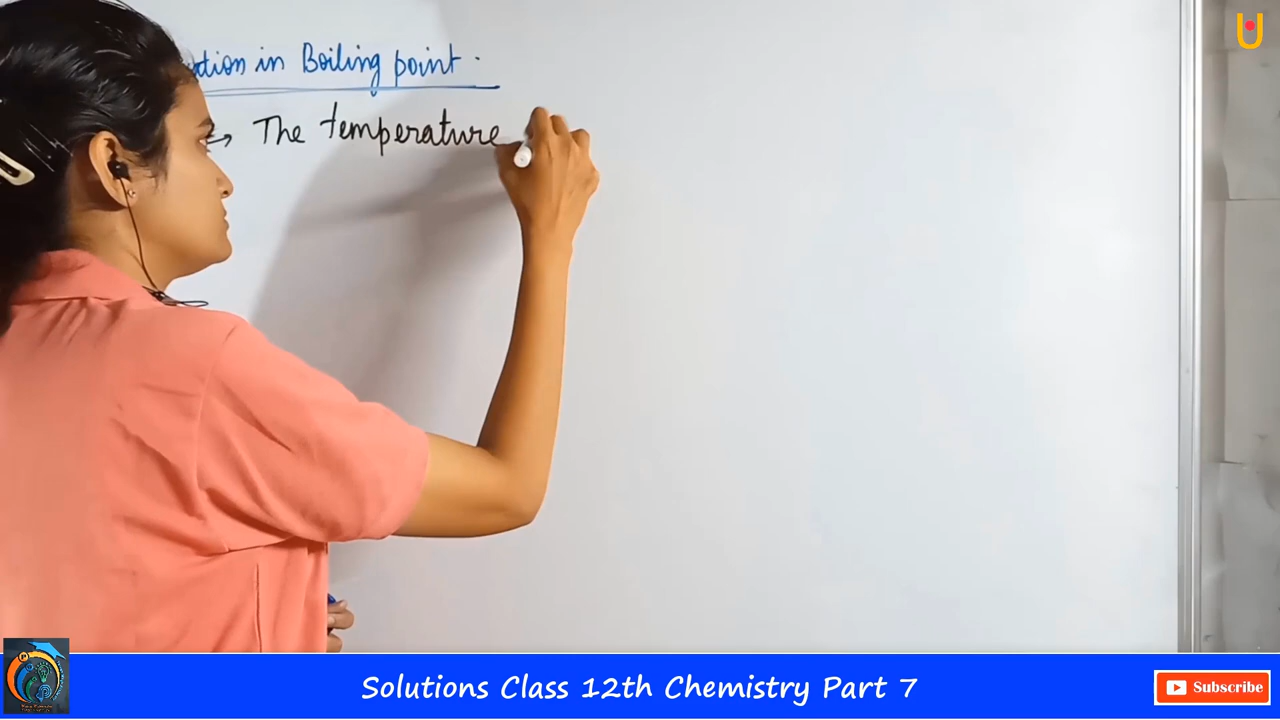 in Boiling point.
→ The temperature
Solutions Class 12th Chemistry Part 7
Subscribe